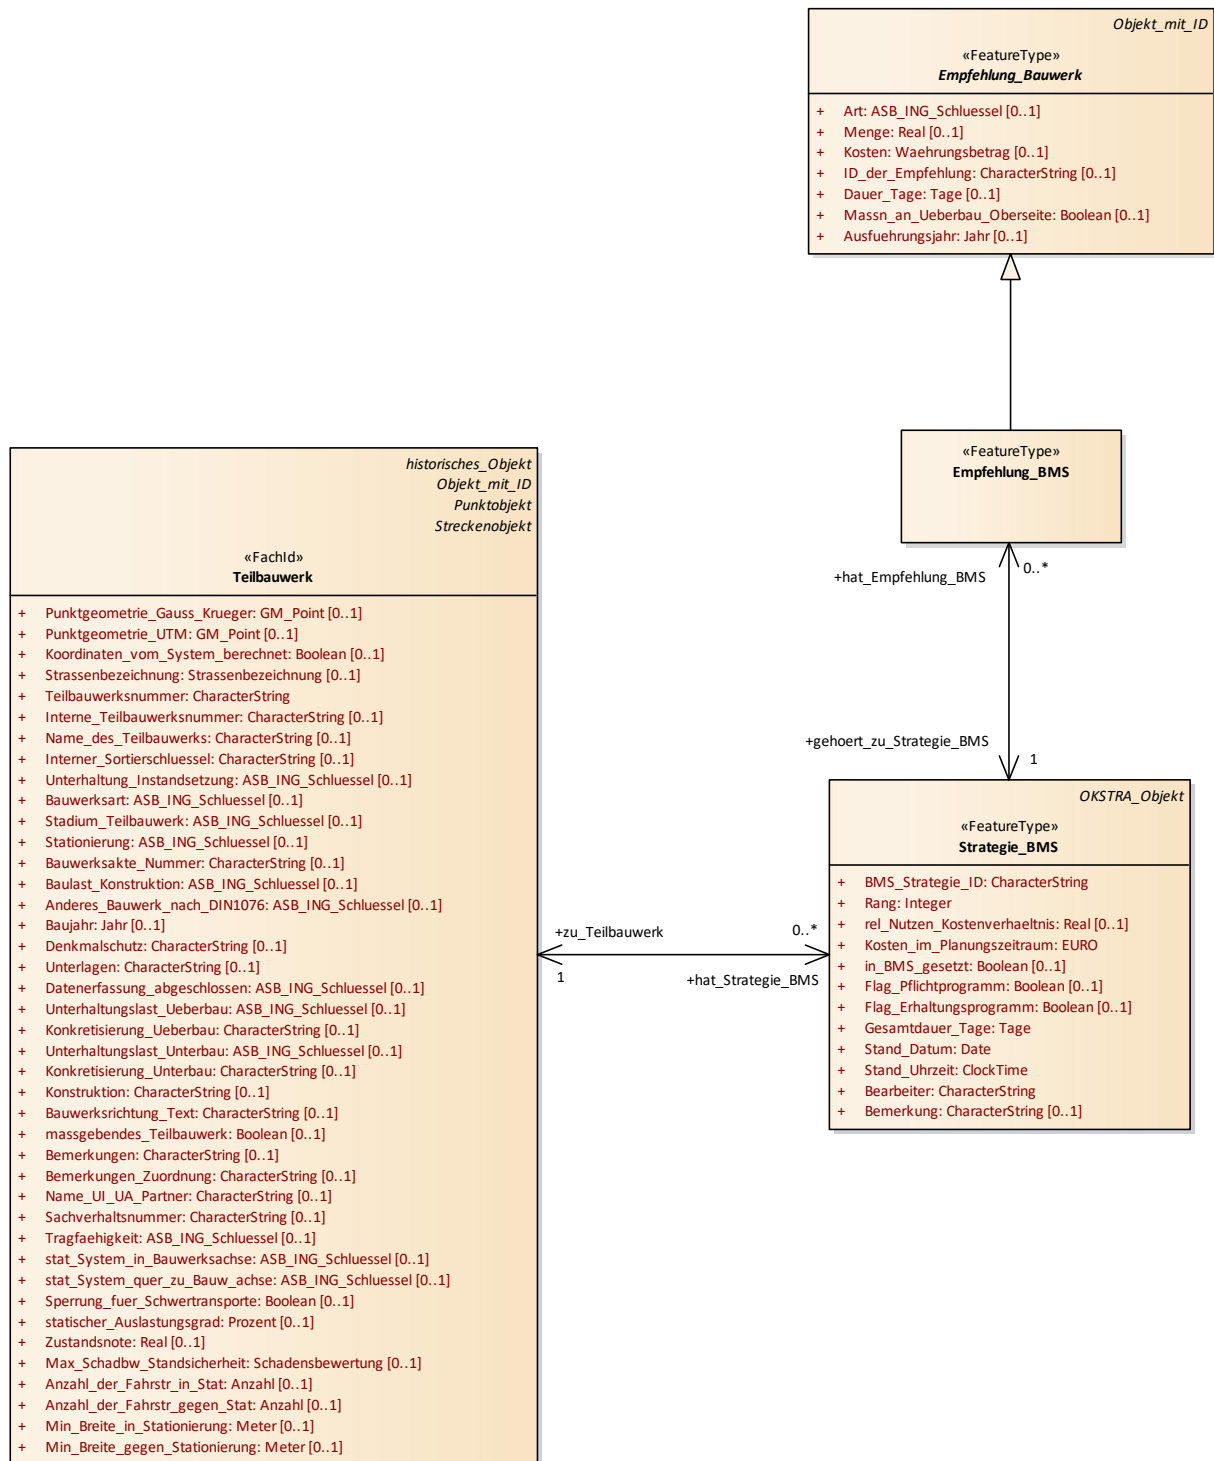 Objekt_mit_ID
«FeatureType»
Empfehlung_Bauwerk
+ Art: ASB_ING_Schluessel [0..1]
+ Menge: Real [0..1]
+ Kosten: Waehrungsbetrag [0..1]
+ ID_der_Empfehlung: CharacterString [0..1]
+ Dauer_Tage: Tage [0..1]
+ Massn_an_Ueberbau_Oberseite: Boolean [0..1]
+ Ausfuehrungsjahr: Jahr [0..1]
«FeatureType»
Empfehlung_BMS
+hat_Empfehlung_BMS
0..*
+gehoert_zu_Strategie_BMS
1
historisches_Objekt
Objekt_mit_ID
Punktobjekt
Streckenobjekt
«FachId»
Teilbauwerk
+ Punktgeometrie_Gauss_Krueger: GM_Point [0..1]
+ Punktgeometrie_UTM: GM_Point [0..1]
+ Koordinaten_vom_System_berechnet: Boolean [0..1]
+ Strassenbezeichnung: Strassenbezeichnung [0..1]
+ Teilbauwerksnummer: CharacterString
+ Interne_Teilbauwerksnummer: CharacterString [0..1]
+ Name_des_Teilbauwerks: CharacterString [0..1]
+ Interner_Sortierschluessel: CharacterString [0..1]
+ Unterhaltung_Instandsetzung: ASB_ING_Schluessel [0..1]
+ Bauwerksart: ASB_ING_Schluessel [0..1]
+ Stadium_Teilbauwerk: ASB_ING_Schluessel [0..1]
+ Stationierung: ASB_ING_Schluessel [0..1]
+ Bauwerksakte_Nummer: CharacterString [0..1]
+ Baulast_Konstruktion: ASB_ING_Schluessel [0..1]
+ Anderes_Bauwerk_nach_DIN1076: ASB_ING_Schluessel [0..1]
+ Baujahr: Jahr [0..1]
+ Denkmalschutz: CharacterString [0..1]
+ Unterlagen: CharacterString [0..1]
+ Datenerfassung_abgeschlossen: ASB_ING_Schluessel [0..1]
+ Unterhaltungslast_Ueberbau: ASB_ING_Schluessel [0..1]
+ Konkretisierung_Ueberbau: CharacterString [0..1]
+ Unterhaltungslast_Unterbau: ASB_ING_Schluessel [0..1]
+ Konkretisierung_Unterbau: CharacterString [0..1]
+ Konstruktion: CharacterString [0..1]
+ Bauwerksrichtung_Text: CharacterString [0..1]
+ massgebendes_Teilbauwerk: Boolean [0..1]
+ Bemerkungen: CharacterString [0..1]
+ Bemerkungen_Zuordnung: CharacterString [0..1]
+ Name_UI_UA_Partner: CharacterString [0..1]
+ Sachverhaltsnummer: CharacterString [0..1]
+ Tragfaehigkeit: ASB_ING_Schluessel [0..1]
+ stat_System_in_Bauwerksachse: ASB_ING_Schluessel [0..1]
+ stat_System_quer_zu_Bauw_achse: ASB_ING_Schluessel [0..1]
+ Sperrung_fuer_Schwertransporte: Boolean [0..1]
+ statischer_Auslastungsgrad: Prozent [0..1]
+ Zustandsnote: Real [0..1]
+ Max_Schadbw_Standsicherheit: Schadensbewertung [0..1]
+ Anzahl_der_Fahrstr_in_Stat: Anzahl [0..1]
+ Anzahl_der_Fahrstr_gegen_Stat: Anzahl [0..1]
+ Min_Breite_in_Stationierung: Meter [0..1]
+ Min_Breite_gegen_Stationierung: Meter [0..1]
+zu_Teilbauwerk
1
0..*
+hat_Strategie_BMS
OKSTRA_Objekt
«FeatureType»
Strategie_BMS
+ BMS_Strategie_ID: CharacterString
+ Rang: Integer
+ rel_Nutzen_Kostenverhaeltnis: Real [0..1]
+ Kosten_im_Planungszeitraum: EURO
+ in_BMS_gesetzt: Boolean [0..1]
+ Flag_Pflichtprogramm: Boolean [0..1]
+ Flag_Erhaltungsprogramm: Boolean [0..1]
+ Gesamtdauer_Tage: Tage
+ Stand_Datum: Date
+ Stand_Uhrzeit: ClockTime
+ Bearbeiter: CharacterString
+ Bemerkung: CharacterString [0..1]